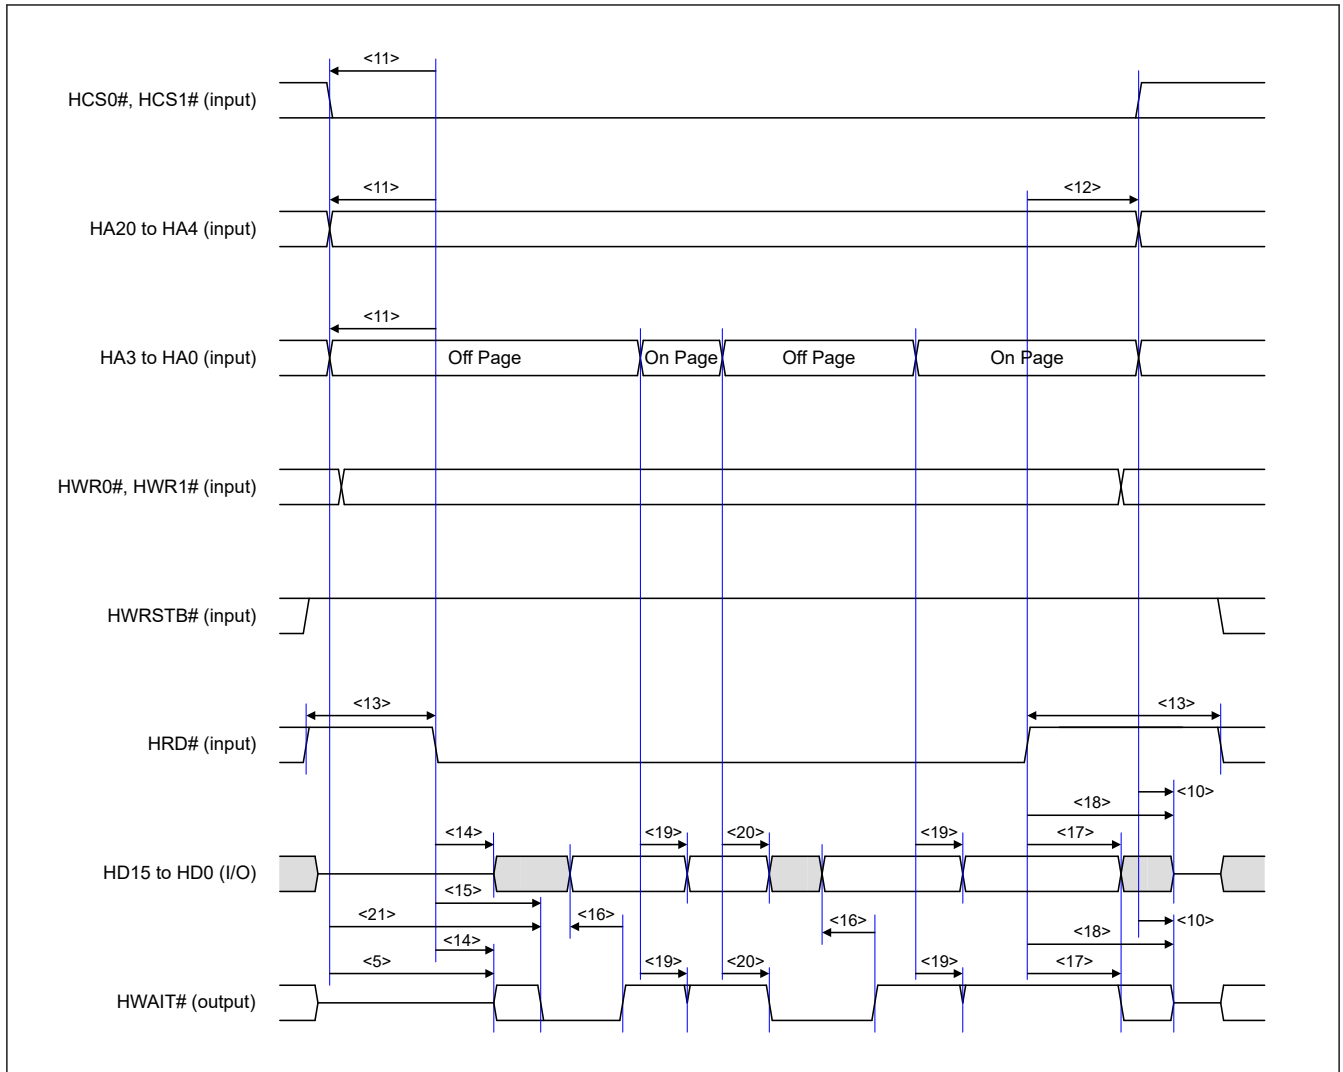 <11>
HCS0#, HCS1# (input)
<11>
<12>
HA20 to HA4 (input)
<11>
HA3 to HA0 (input)
Off Page
On Page
Off Page
On Page
HWR0#, HWR1# (input)
HWRSTB# (input)
<13>
<13>
HRD# (input)
<10>
<18>
<14>
<19>
<20>
<19>
<17>
HD15 to HD0 (I/O)
<15>
<21>
<16>
<16>
<10>
<18>
<14>
<5>
<19>
<20>
<19>
<17>
HWAIT# (output)